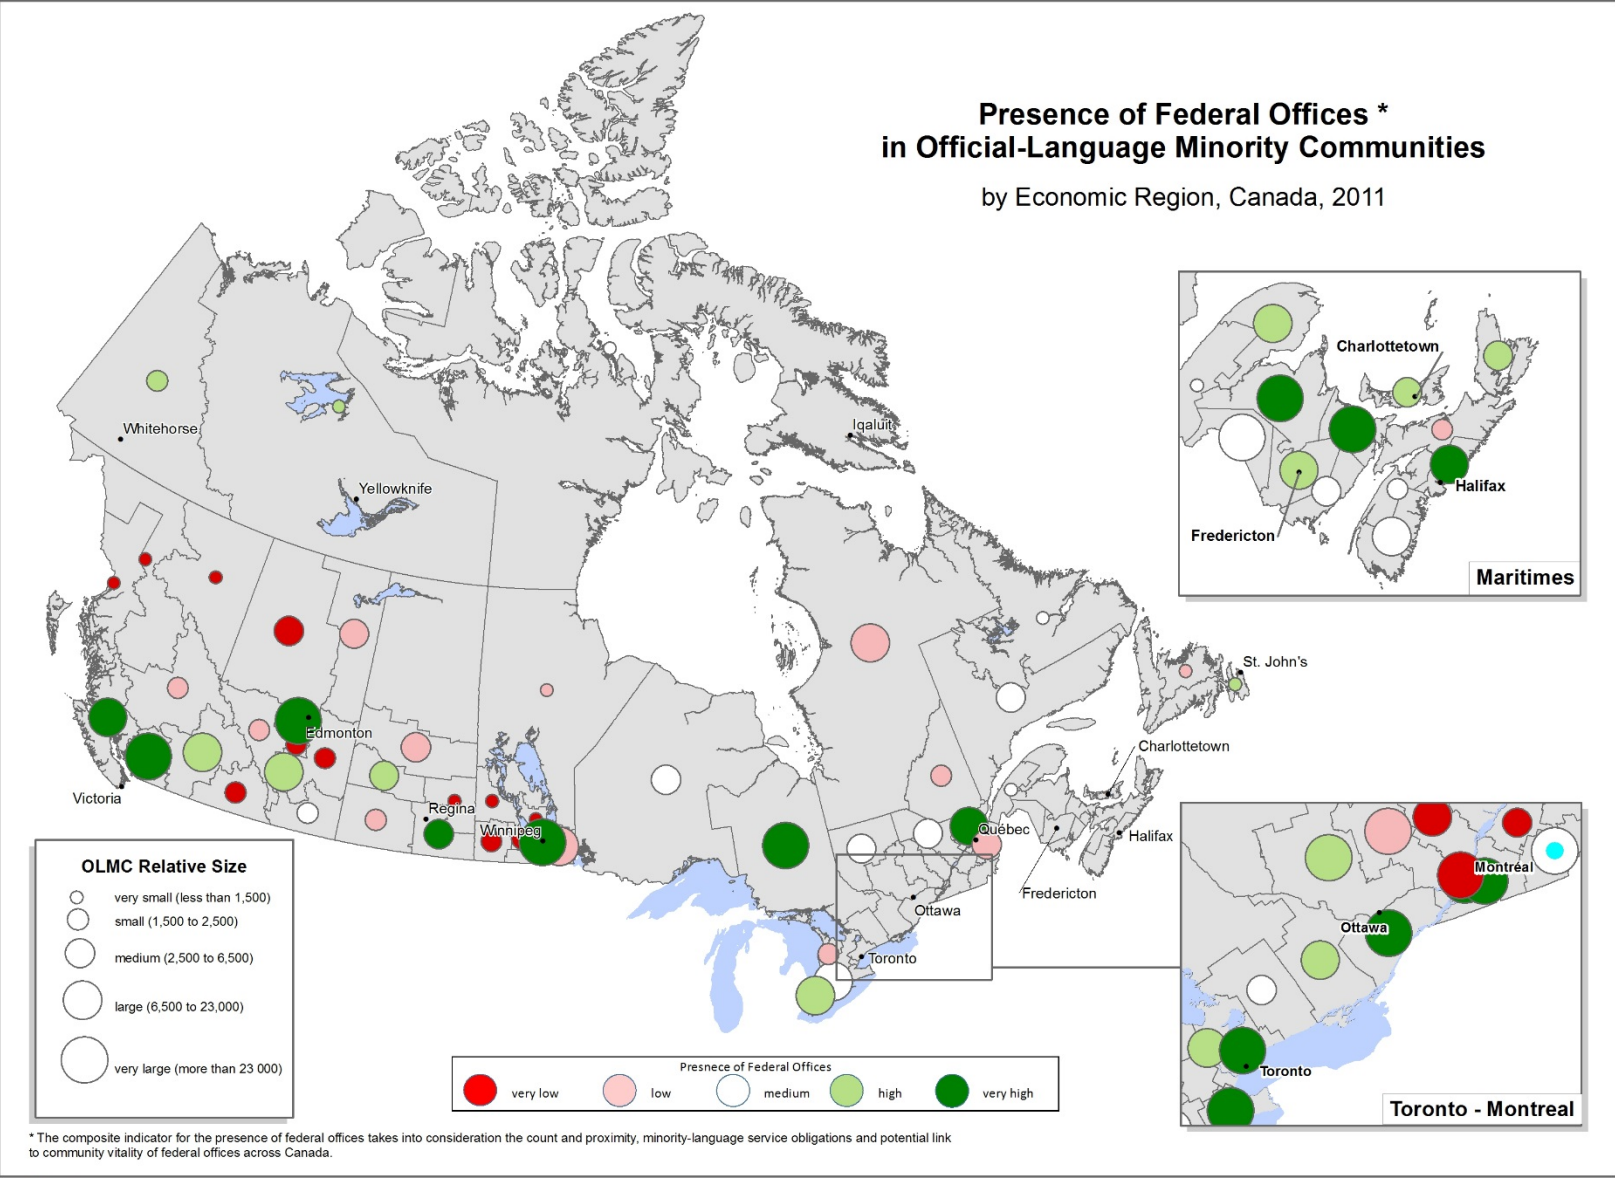 Presence of Federal Offices *
in Official-Language Minority Communities
by Economic Region, Canada, 2011
Charlottetown
Halifax
Fredericton
Maritimes
Whitehorse
Yellowknife
Iqaluit
St. John's
Edmonton
Charlottetown
Victoria
Regina
Winnipeg
Québec
Halifax
Fredericton
Ottawa
Toronto
Montréal
Ottawa
Toronto
Toronto - Montreal
OLMC Relative Size
very small (less than 1,500)
small (1,500 to 2,500)
medium (2,500 to 6,500)
large (6,500 to 23,000)
very large (more than 23 000)
Presnece of Federal Offices
very low
low
medium
high
very high
* The composite indicator for the presence of federal offices takes into consideration the count and proximity, minority-language service obligations and potential link
to community vitality of federal offices across Canada.